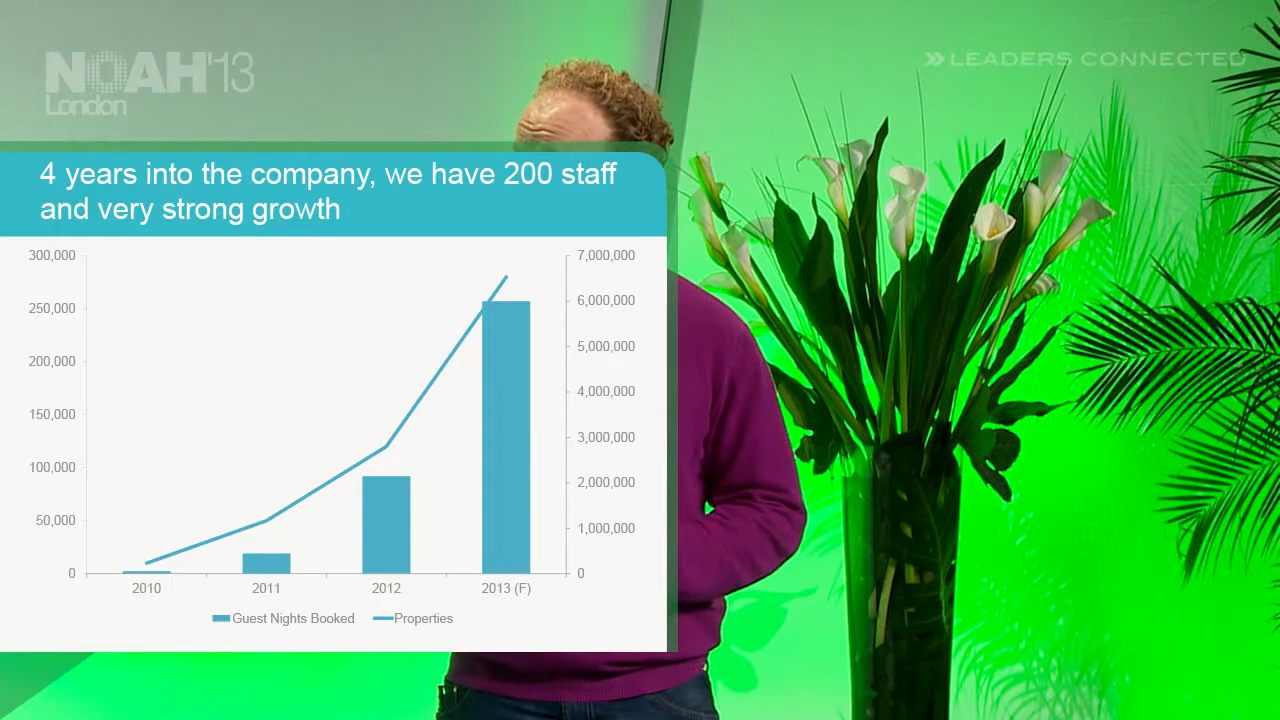 NOAH'13
London
LEADERS CONNECTED
4 years into the company, we have 200 staff
and very strong growth
300,000
250,000
200,000
150,000
100,000
50,000
0
7,000,000
6,000,000
5,000,000
4,000,000
3,000,000
2,000,000
1,000,000
0
2010
2011
2012
2013 (F)
Guest Nights Booked
Properties